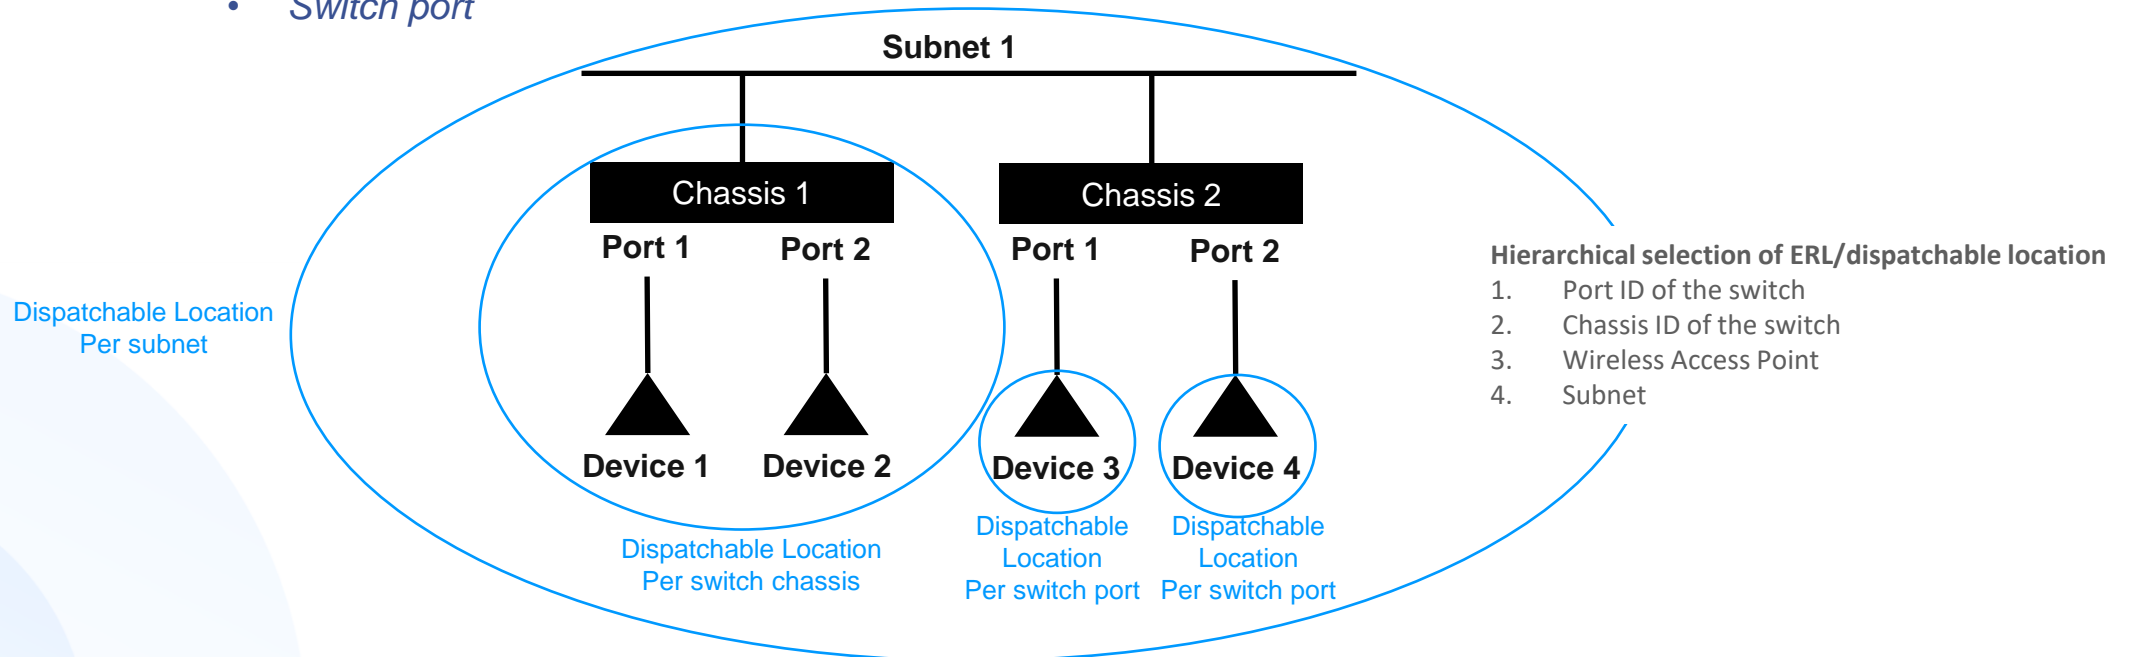 • Switch port
Subnet 1
Chassis 1
Chassis 2
Port 1
Port 2
Port 1
Port 2
Hierarchical selection of ERL/dispatchable location
1. Port ID of the switch
2. Chassis ID of the switch
3. Wireless Access Point
4. Subnet
Dispatchable Location
Per subnet
Device 1
Device 2
Device 3
Device 4
Dispatchable Location
Per switch chassis
Dispatchable
Location
Per switch port
Dispatchable
Location
Per switch port